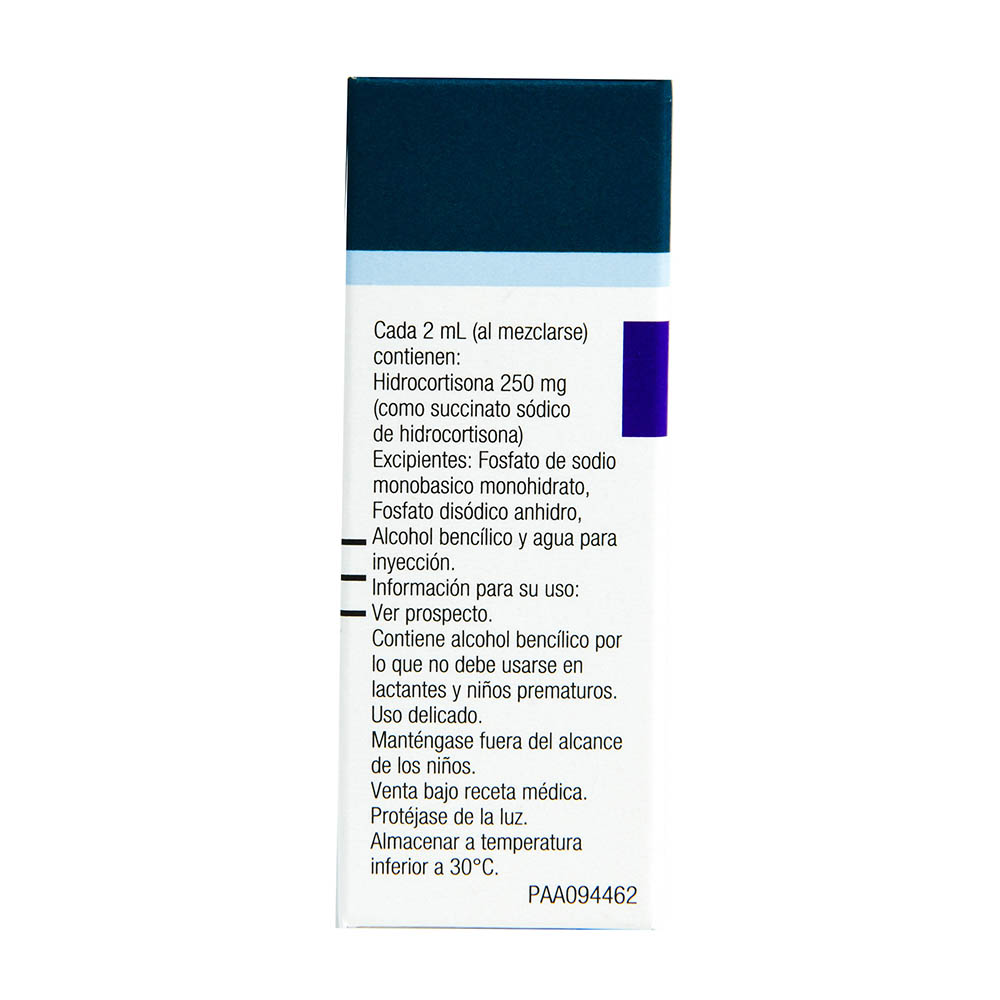 Cada 2 mL (al mezclarse)
contienen:
Hidrocortisona 250 mg
(como succinato sódico
de hidrocortisona)
Excipientes: Fosfato de sodio
monobasico monohidrato,
Fosfato disódico anhidro,
Alcohol bencílico y agua para
inyección.
Información para su uso:
Ver prospecto.
Contiene alcohol bencílico por
lo que no debe usarse en
lactantes y niños prematuros.
Uso delicado.
Manténgase fuera del alcance
de los niños.
Venta bajo receta médica.
Protéjase de la luz.
Almacenar a temperatura
inferior a 30°C.
PAA094462